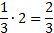 1/3 · 2 = 2/3